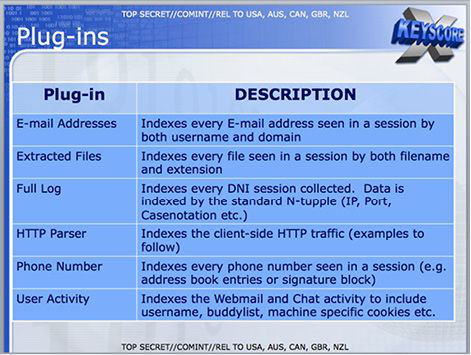 TOP SECRET//COMINT//REL TO USA, AUS, CAN, GBR, NZL
Plug-ins
X KEYSCORE
Plug-in DESCRIPTION
E-mail Addresses Indexes every E-mail address seen in a session by
both username and domain
Extracted Files Indexes every file seen in a session by both filename
and extension
Full Log Indexes every DNI session collected. Data is
indexed by the standard N-tupple (IP, Port,
Casenotation etc.)
HTTP Parser Indexes the client-side HTTP traffic (examples to
follow)
Phone Number Indexes every phone number seen in a session (e.g.
address book entries or signature block)
User Activity Indexes the Webmail and Chat activity to include
username, buddylist, machine specific cookies etc.
TOP SECRET//COMINT//REL TO USA, AUS, CAN, GBR, NZL